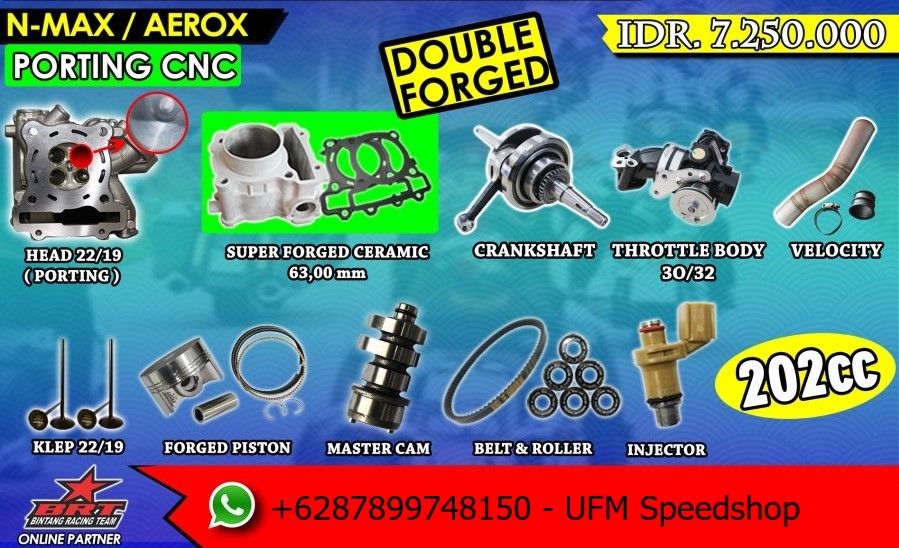 N-MAX / AEROX
PORTING CNC
DOUBLE
FORGED
IDR. 7.250.000
HEAD 22/19
( PORTING )
SUPER FORGED CERAMIC
63,00 mm
CRANKSHAFT
THROTTLE BODY
3O/32
VELOCITY
KLEP 22/19
FORGED PISTON
MASTER CAM
BELT & ROLLER
INJECTOR
202cc
BRT
BINTANG RACING TEAM
ONLINE PARTNER
+6287899748150 - UFM Speedshop